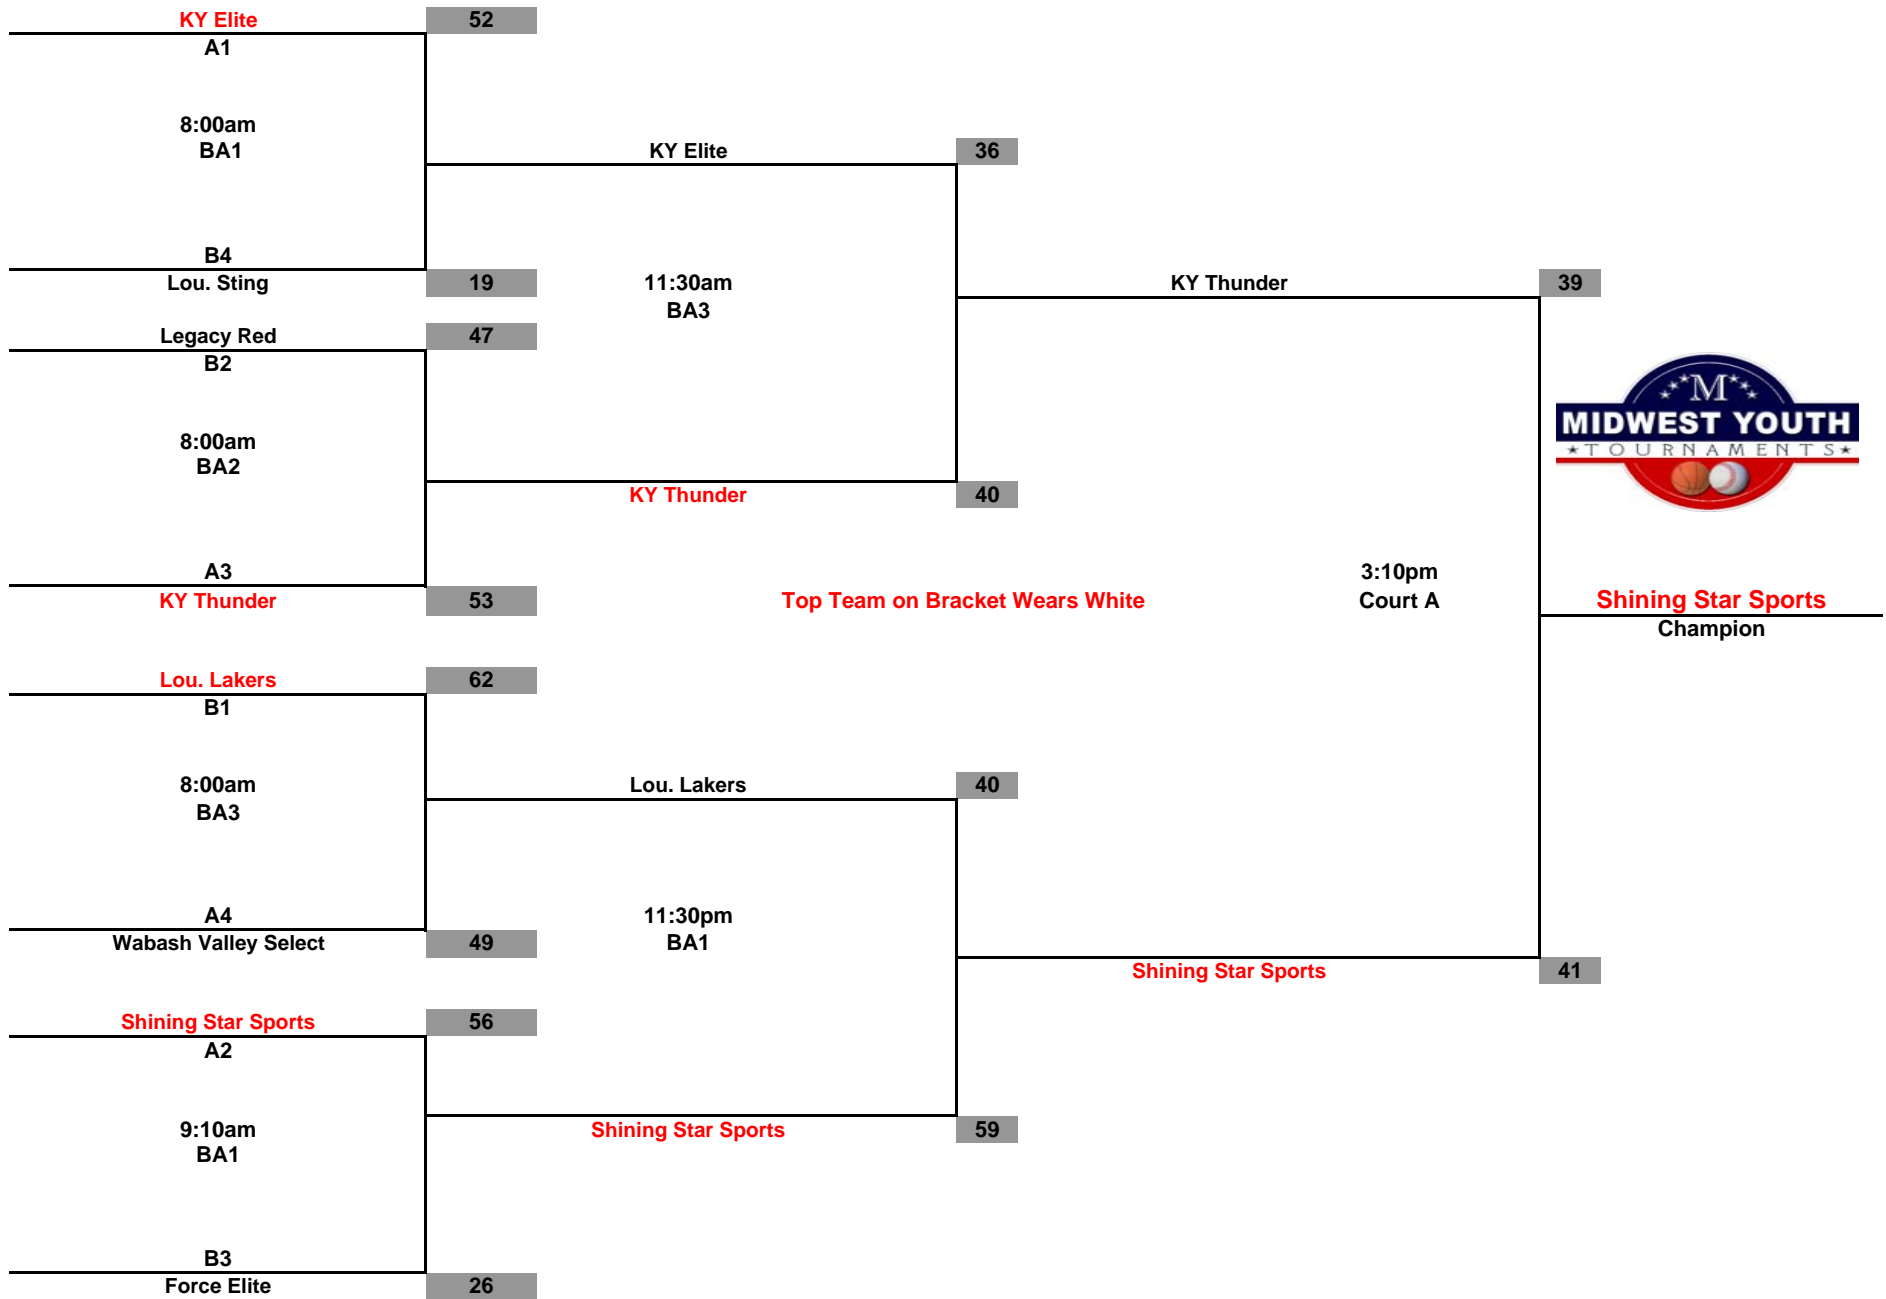 KY Elite 52
A1
8:00am
BA1
KY Elite 36
B4
Lou. Sting 19
11:30am
BA3
KY Thunder 39
Legacy Red 47
B2
M
MIDWEST YOUTH
TOURNAMENTS
8:00am
BA2
KY Thunder 40
A3
KY Thunder 53
Top Team on Bracket Wears White
3:10pm
Court A
Shining Star Sports
Champion
Lou. Lakers 62
B1
8:00am
BA3
Lou. Lakers 40
A4
Wabash Valley Select 49
11:30pm
BA1
Shining Star Sports 41
Shining Star Sports 56
A2
9:10am
BA1
Shining Star Sports 59
B3
Force Elite 26